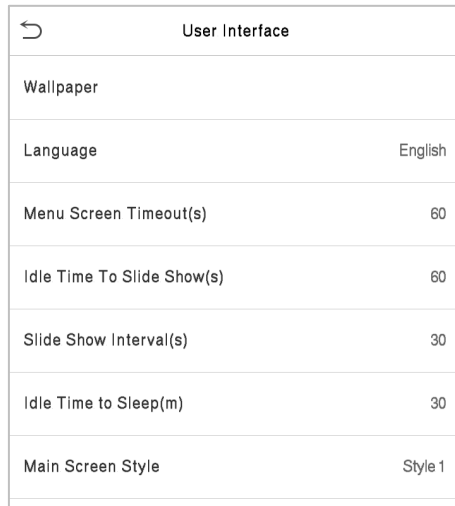 User Interface
Wallpaper
Language English
Menu Screen Timeout(s) 60
Idle Time To Slide Show(s) 60
Slide Show Interval(s) 30
Idle Time to Sleep(m) 30
Main Screen Style Style 1